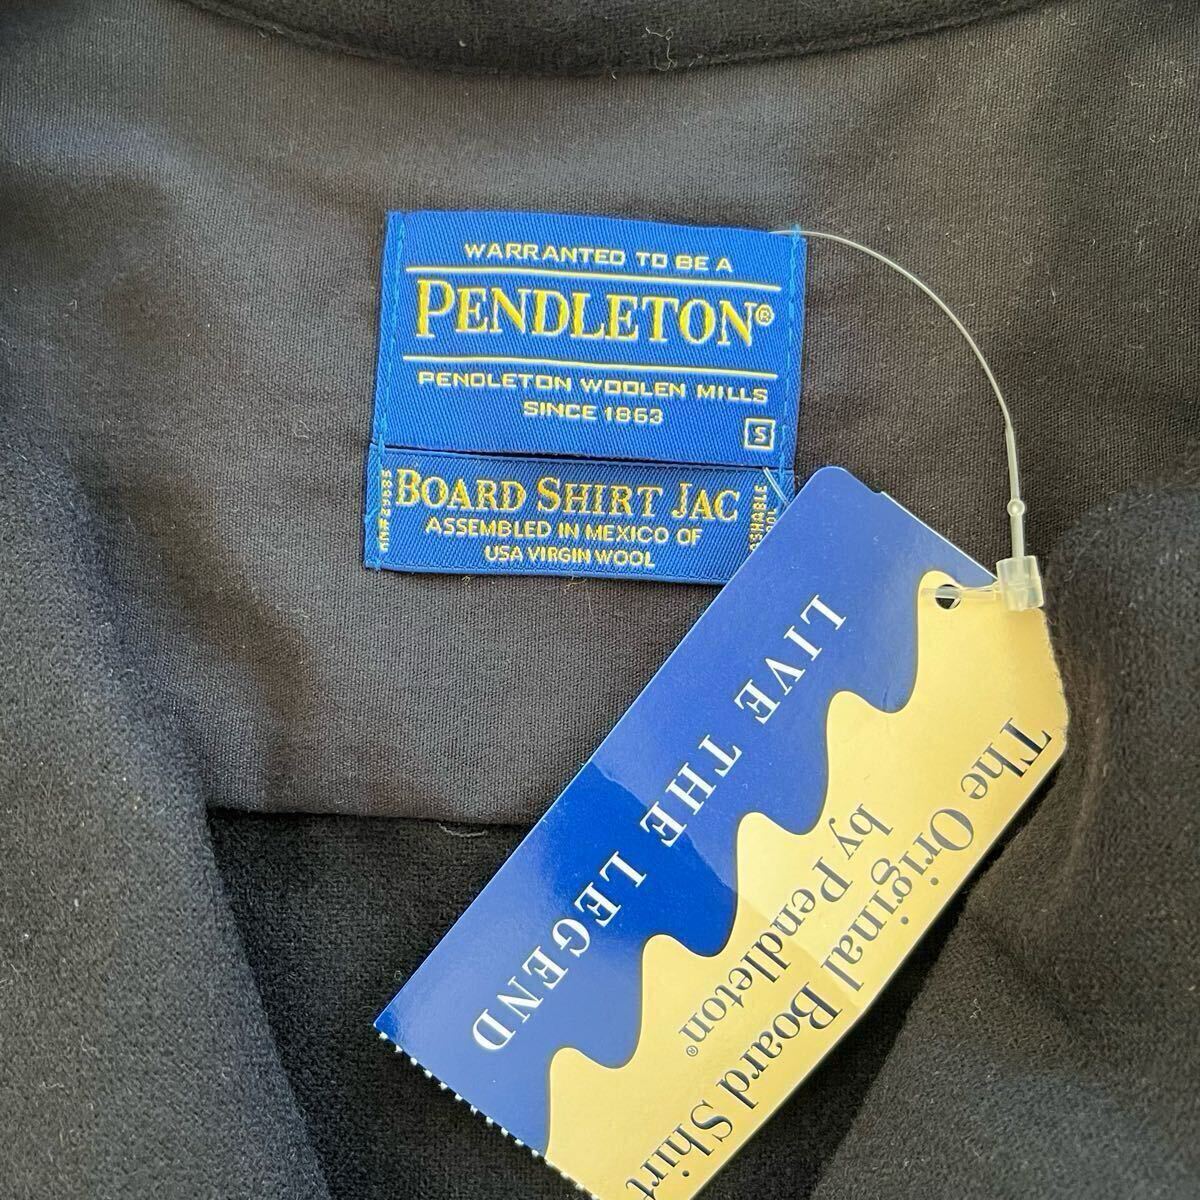 WARRANTED TO BE A
PENDLETON®
PENDLETON WOOLEN MILLS
SINCE 1863
S
BOARD SHIRT JAC
ASSEMBLED IN MEXICO OF
USA VIRGIN WOOL
LIVE THE LEGEND
The Original Board Shirt
by Pendleton®